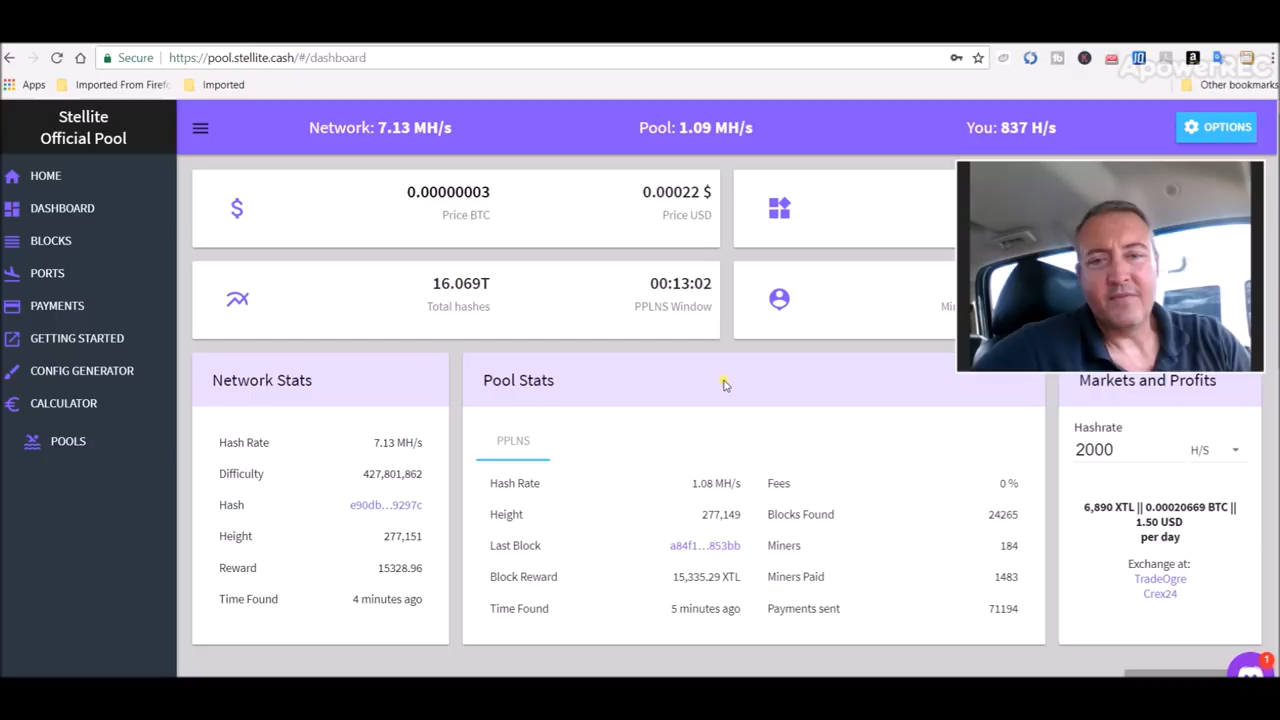 Secure
https://pool.stellite.cash/#/dashboard
ApowerREC
Apps
Imported From Firef
Imported
Other bookmarks
Stellite
Official Pool
Network: 7.13 MH/s
Pool: 1.09 MH/s
You: 837 H/s
OPTIONS
HOME
DASHBOARD
BLOCKS
PORTS
PAYMENTS
GETTING STARTED
CONFIG GENERATOR
CALCULATOR
POOLS
0.00000003
0.00022 $
Price BTC
Price USD
16.069T
00:13:02
Total hashes
PPLNS Window
Network Stats
Hash Rate 7.13 MH/s
Difficulty 427,801,862
Hash e90db...9297c
Height 277,151
Reward 15328.96
Time Found 4 minutes ago
Pool Stats
PPLNS
Hash Rate 1.08 MH/s Fees 0 %
Height 277,149 Blocks Found 24265
Last Block a84f1...853bb Miners 184
Block Reward 15,335.29 XTL Miners Paid 1483
Time Found 5 minutes ago Payments sent 71194
Markets and Profits
Hashrate
2000 H/S
6,890 XTL || 0.00020669 BTC ||
1.50 USD
per day
Exchange at:
TradeOgre
Crex24
1